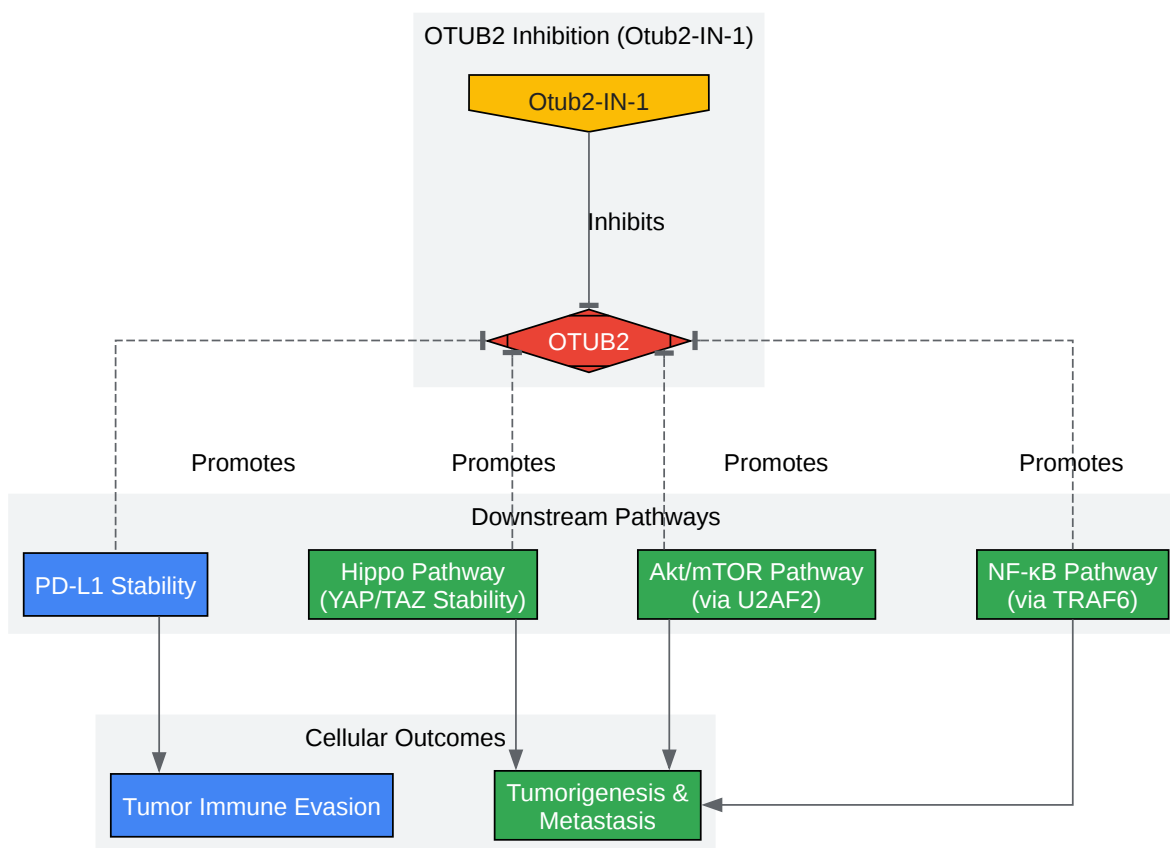 OTUB2 Inhibition (Otub2-IN-1)
Otub2-IN-1
Inhibits
OTUB2
Promotes
Promotes
Promotes
Promotes
Downstream Pathways
PD-L1 Stability
Hippo Pathway
(YAP/TAZ Stability)
Akt/mTOR Pathway
(via U2AF2)
NF-κB Pathway
(via TRAF6)
Cellular Outcomes
Tumor Immune Evasion
Tumorigenesis &
Metastasis